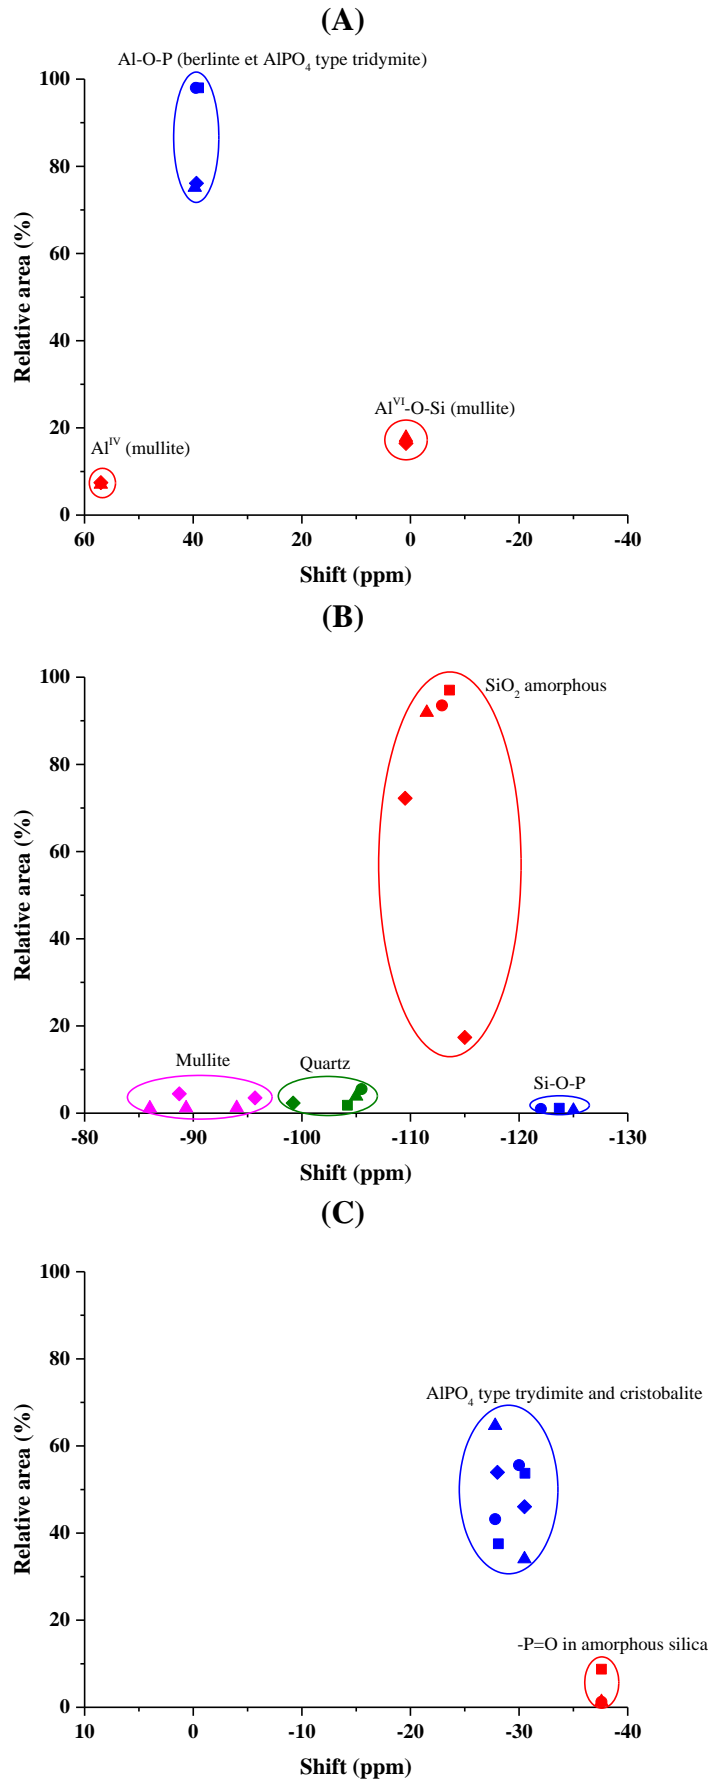 (A)
Al-O-P (berlinte et AlPO₄ type tridymite)
100
80
60
40
20
0
Relative area (%)
Al^VI-O-Si (mullite)
Al^IV (mullite)
60 40 20 0 -20 -40
Shift (ppm)
(B)
100
80
60
40
20
0
Relative area (%)
SiO₂ amorphous
Mullite
Quartz
Si-O-P
-80 -90 -100 -110 -120 -130
Shift (ppm)
(C)
100
80
60
40
20
0
Relative area (%)
AlPO₄ type trydimite and cristobalite
-P=O in amorphous silica
10 0 -10 -20 -30 -40
Shift (ppm)